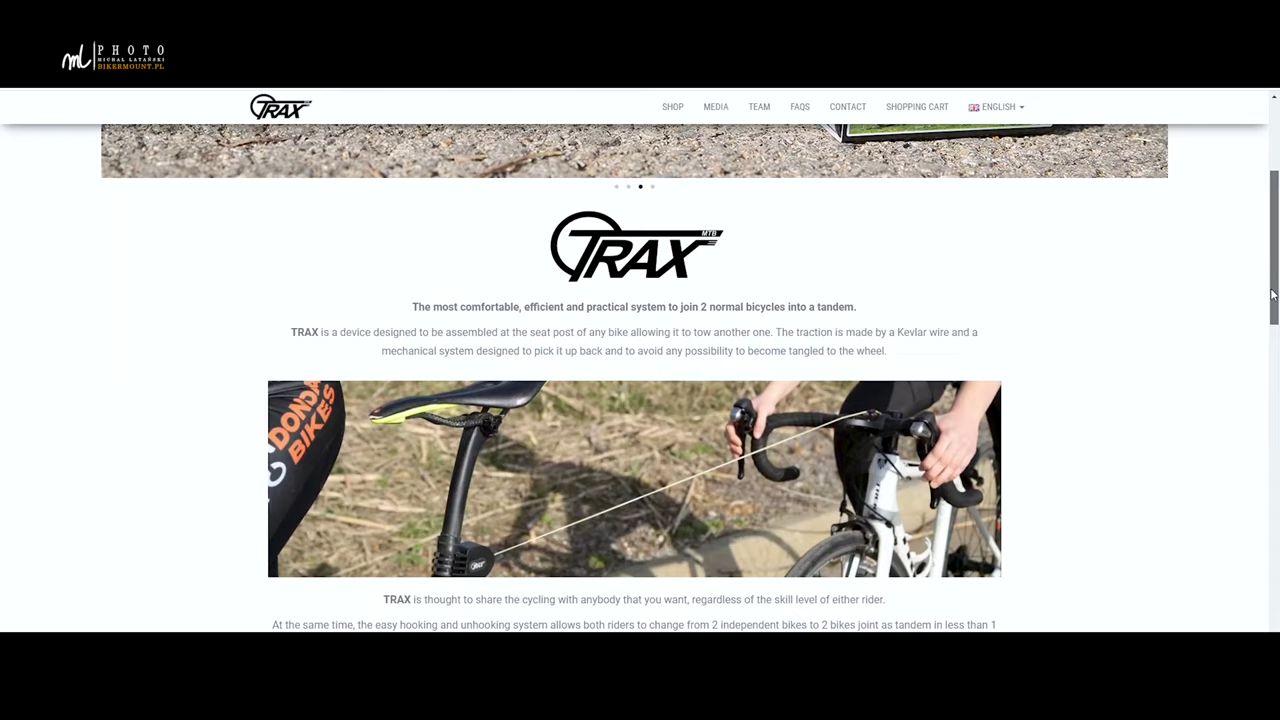 ml PHOTO
MICHAŁ ŁATAŃSKI
BIKERMOUNT.PL
TRAX
SHOP MEDIA TEAM FAQS CONTACT SHOPPING CART ENGLISH
TRAX MTB
The most comfortable, efficient and practical system to join 2 normal bicycles into a tandem.
TRAX is a device designed to be assembled at the seat post of any bike allowing it to tow another one. The traction is made by a Kevlar wire and a
mechanical system designed to pick it up back and to avoid any possibility to become tangled to the wheel.
BIKES
TRAX
TRAX is thought to share the cycling with anybody that you want, regardless of the skill level of either rider.
At the same time, the easy hooking and unhooking system allows both riders to change from 2 independent bikes to 2 bikes joint as tandem in less than 1